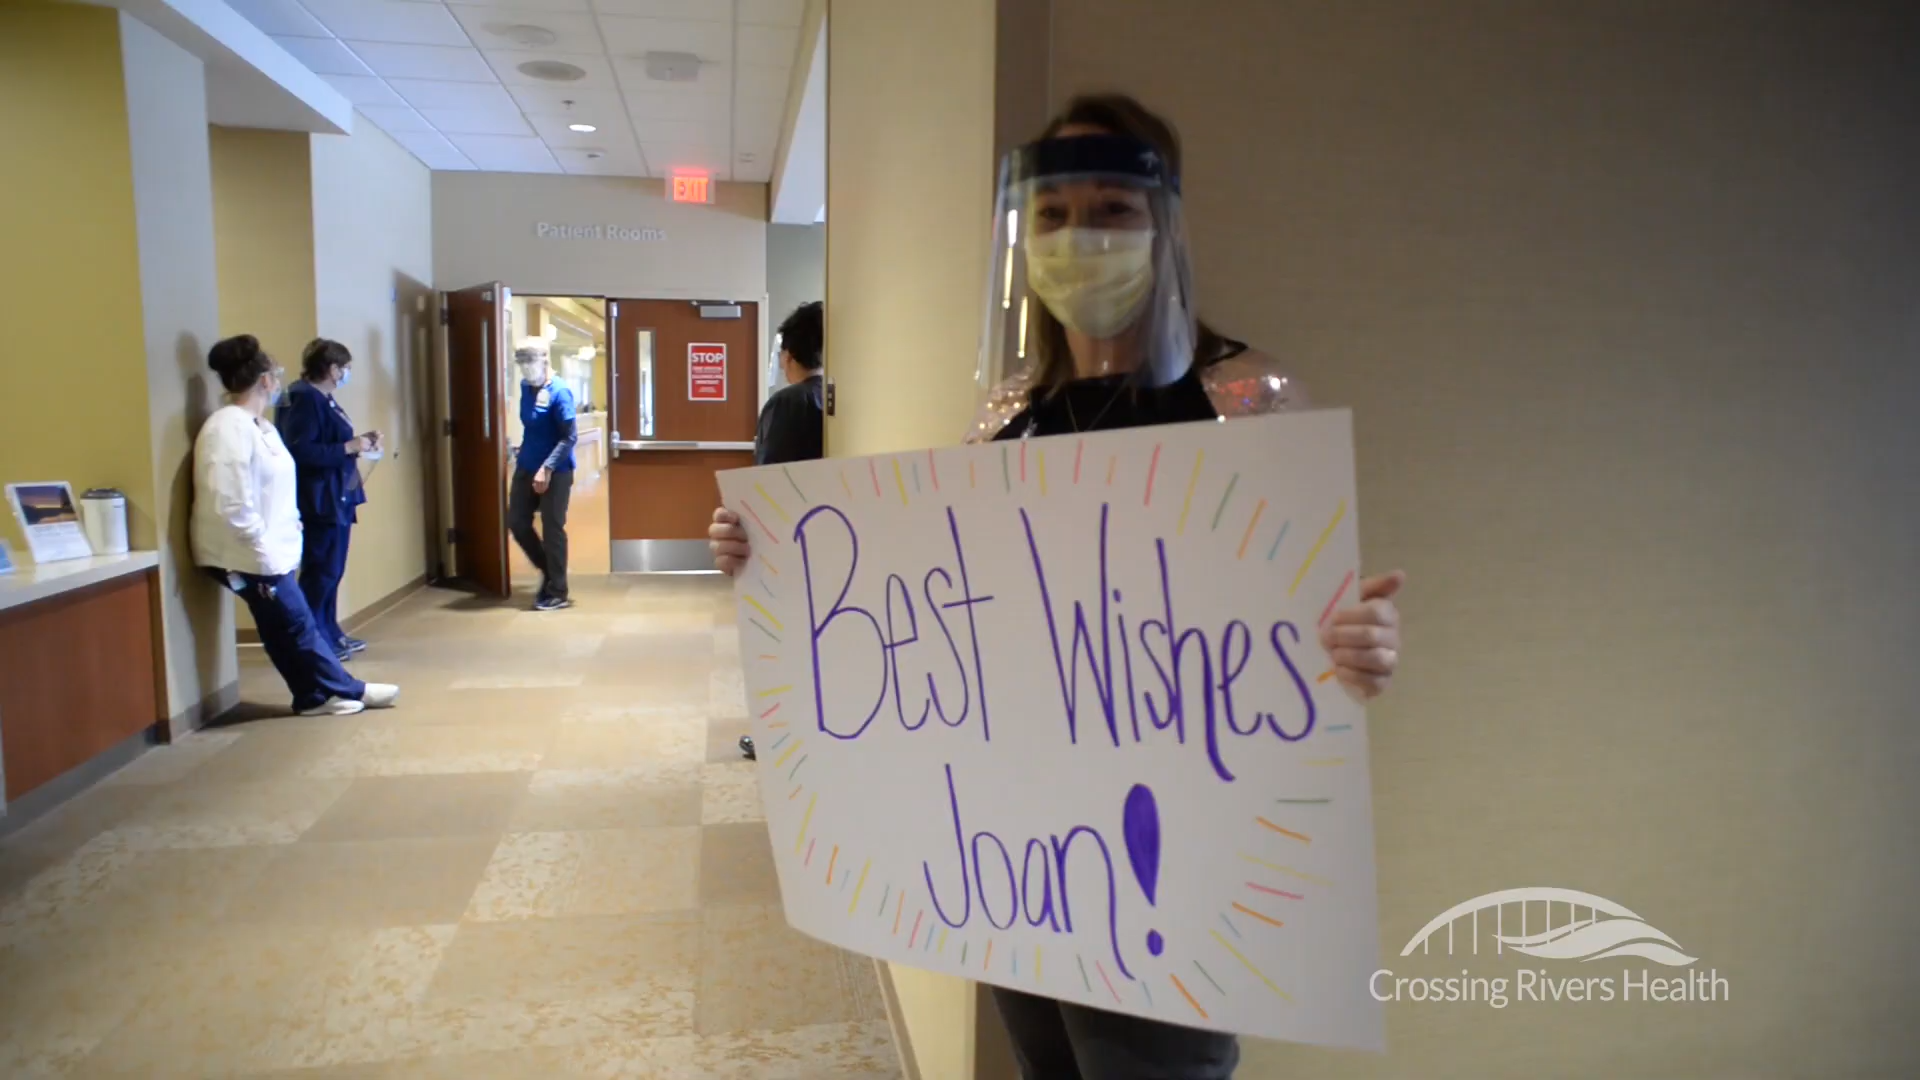 EXIT
Patient Rooms
STOP
Best Wishes
Joan!
Crossing Rivers Health